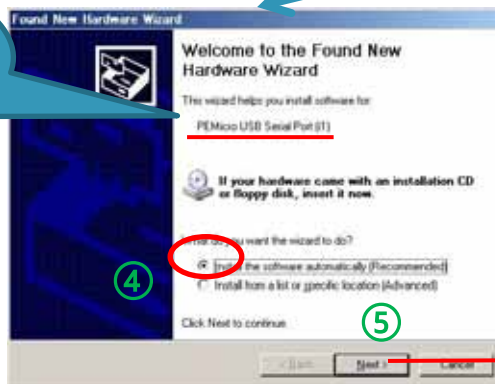 Found New Hardware Wizard
Welcome to the Found New
Hardware Wizard
This wizard helps you install software for:
PEMicro USB Serial Port (i1)
If your hardware came with an installation CD
or floppy disk, insert it now.
What do you want the wizard to do?
④
Install the software automatically (Recommended)
Install from a list or specific location (Advanced)
Click Next to continue.
⑤
< Back
Next >
Cancel